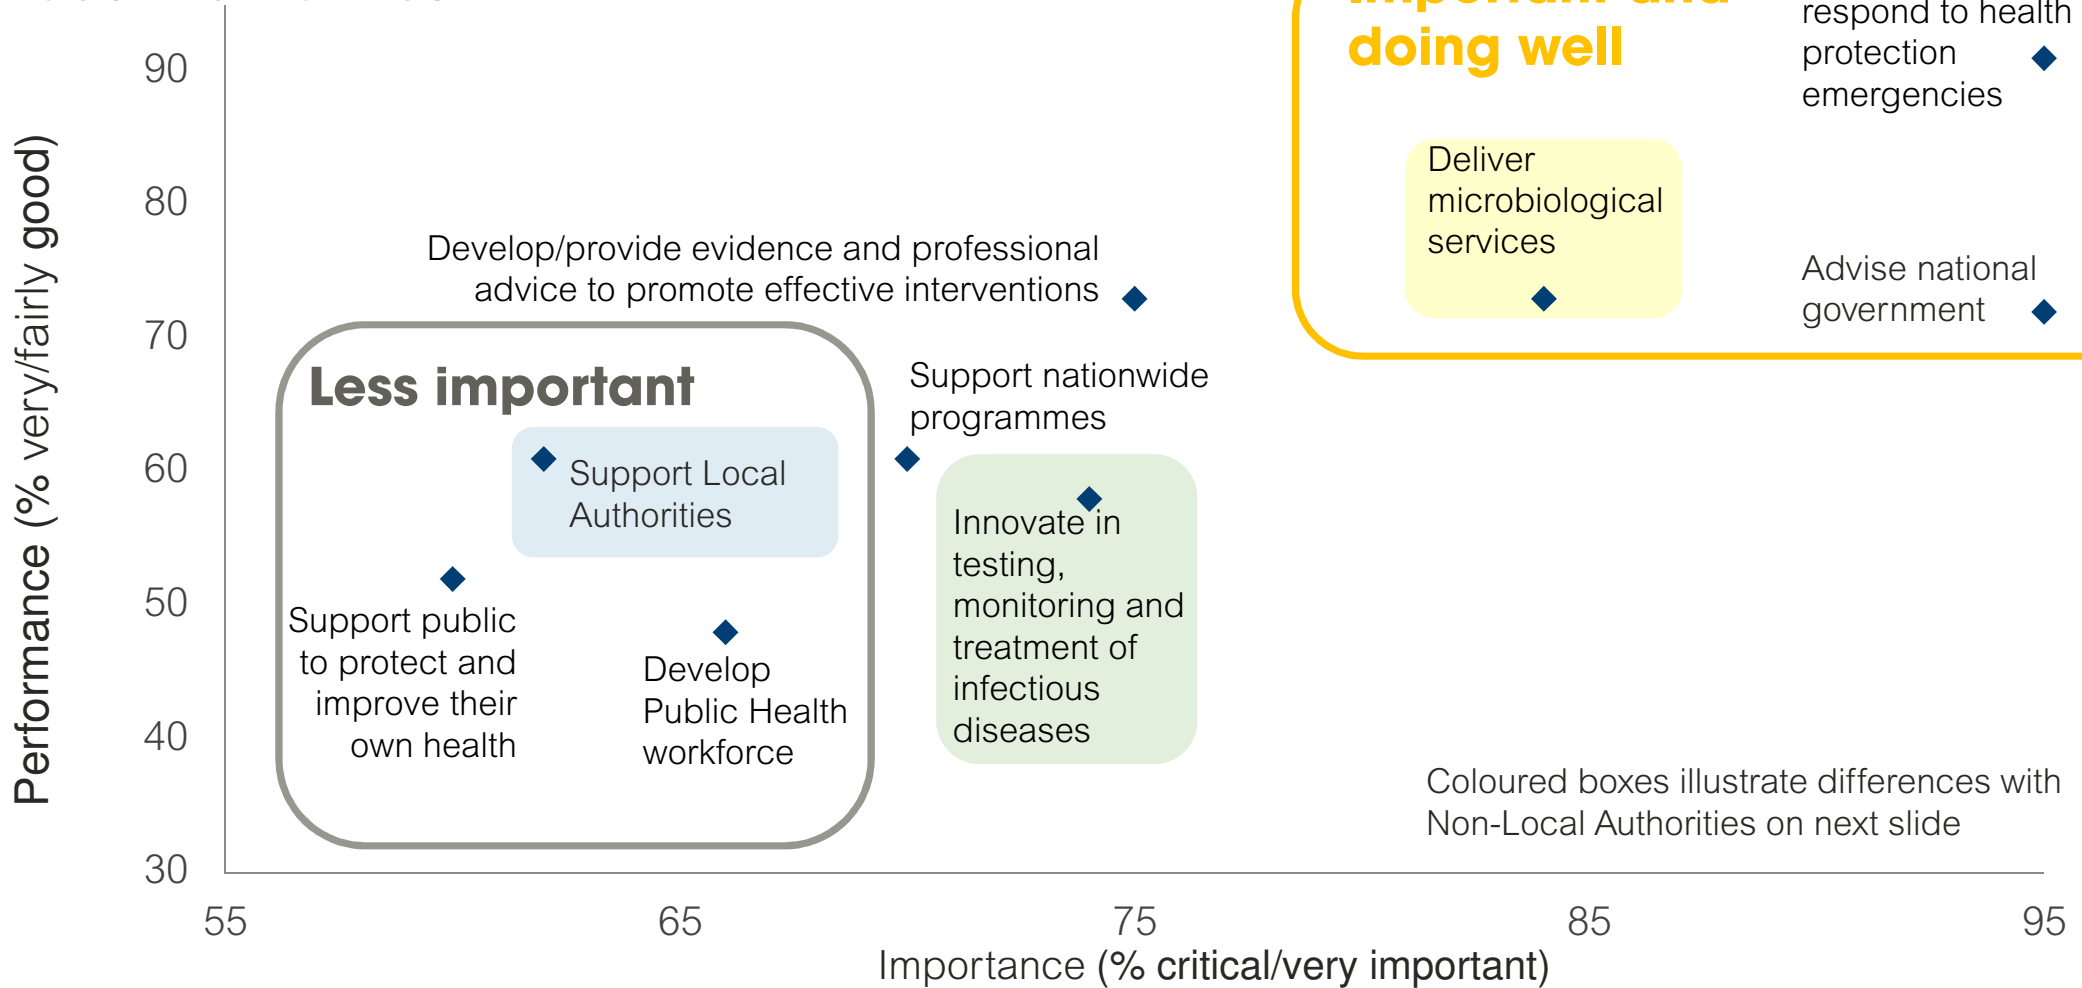 Important and
doing well
respond to health
protection
emergencies
90
Deliver
microbiological
services
80
Develop/provide evidence and professional
advice to promote effective interventions
Advise national
government
70
Less important
Support nationwide
programmes
Support Local
Authorities
60
Innovate in
testing,
monitoring and
treatment of
infectious
diseases
50
Support public
to protect and
improve their
own health
Develop
Public Health
workforce
40
Coloured boxes illustrate differences with
Non-Local Authorities on next slide
30
Performance (% very/fairly good)
55
65
75
85
95
Importance (% critical/very important)